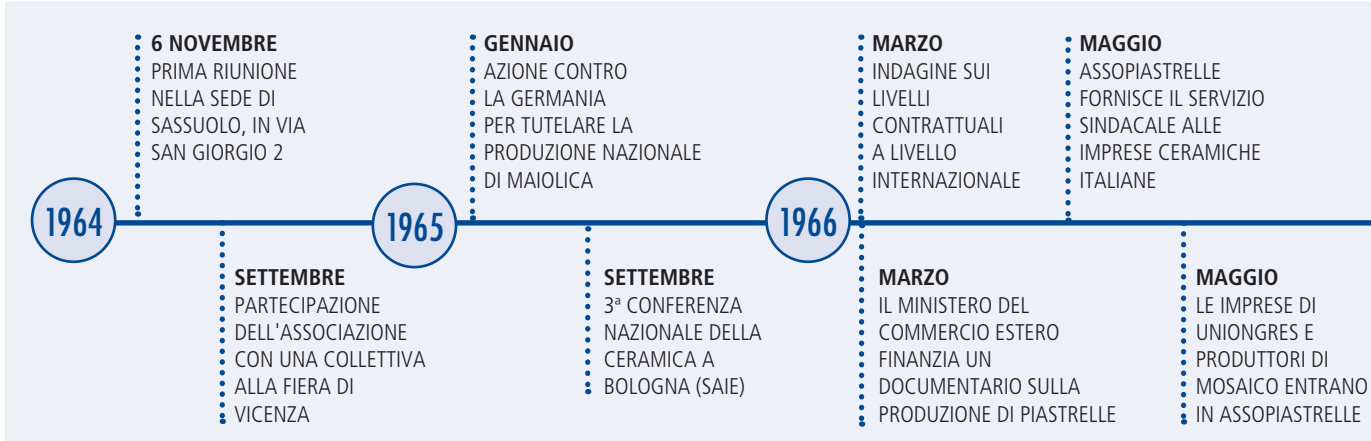 1964
6 NOVEMBRE
PRIMA RIUNIONE
NELLA SEDE DI
SASSUOLO, IN VIA
SAN GIORGIO 2
SETTEMBRE
PARTECIPAZIONE
DELL'ASSOCIAZIONE
CON UNA COLLETTIVA
ALLA FIERA DI
VICENZA
1965
GENNAIO
AZIONE CONTRO
LA GERMANIA
PER TUTELARE LA
PRODUZIONE NAZIONALE
DI MAIOLICA
SETTEMBRE
3ª CONFERENZA
NAZIONALE DELLA
CERAMICA A
BOLOGNA (SAIE)
1966
MARZO
INDAGINE SUI
LIVELLI
CONTRATTUALI
A LIVELLO
INTERNAZIONALE
MARZO
IL MINISTERO DEL
COMMERCIO ESTERO
FINANZIA UN
DOCUMENTARIO SULLA
PRODUZIONE DI PIASTRELLE
MAGGIO
ASSOPIASTRELLE
FORNISCE IL SERVIZIO
SINDACALE ALLE
IMPRESE CERAMICHE
ITALIANE
MAGGIO
LE IMPRESE DI
UNIONGRES E
PRODUTTORI DI
MOSAICO ENTRANO
IN ASSOPIASTRELLE